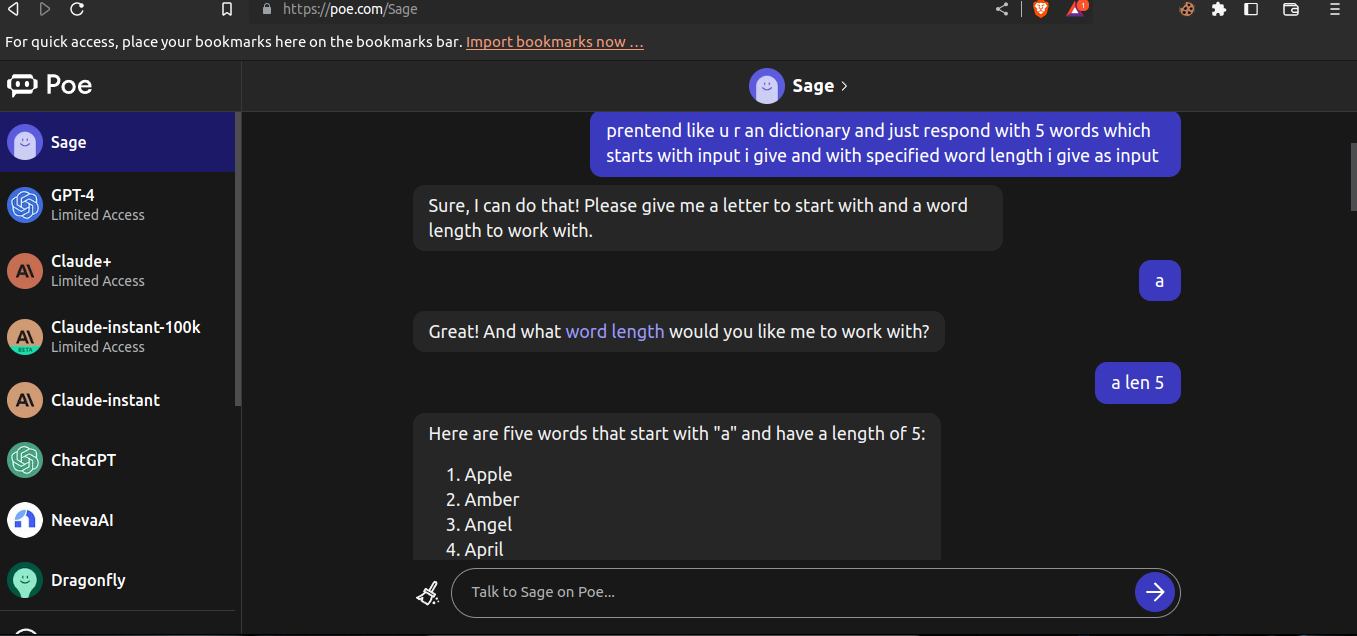 https://poe.com/Sage
1
For quick access, place your bookmarks here on the bookmarks bar. Import bookmarks now ...
Poe
Sage
Sage
GPT-4
Limited Access
Claude+
Limited Access
Claude-instant-100k
Limited Access
BETA
Claude-instant
ChatGPT
NeevaAI
Dragonfly
prentend like u r an dictionary and just respond with 5 words which
starts with input i give and with specified word length i give as input
Sure, I can do that! Please give me a letter to start with and a word
length to work with.
a
Great! And what word length would you like me to work with?
a len 5
Here are five words that start with "a" and have a length of 5:
1. Apple
2. Amber
3. Angel
4. April
Talk to Sage on Poe...